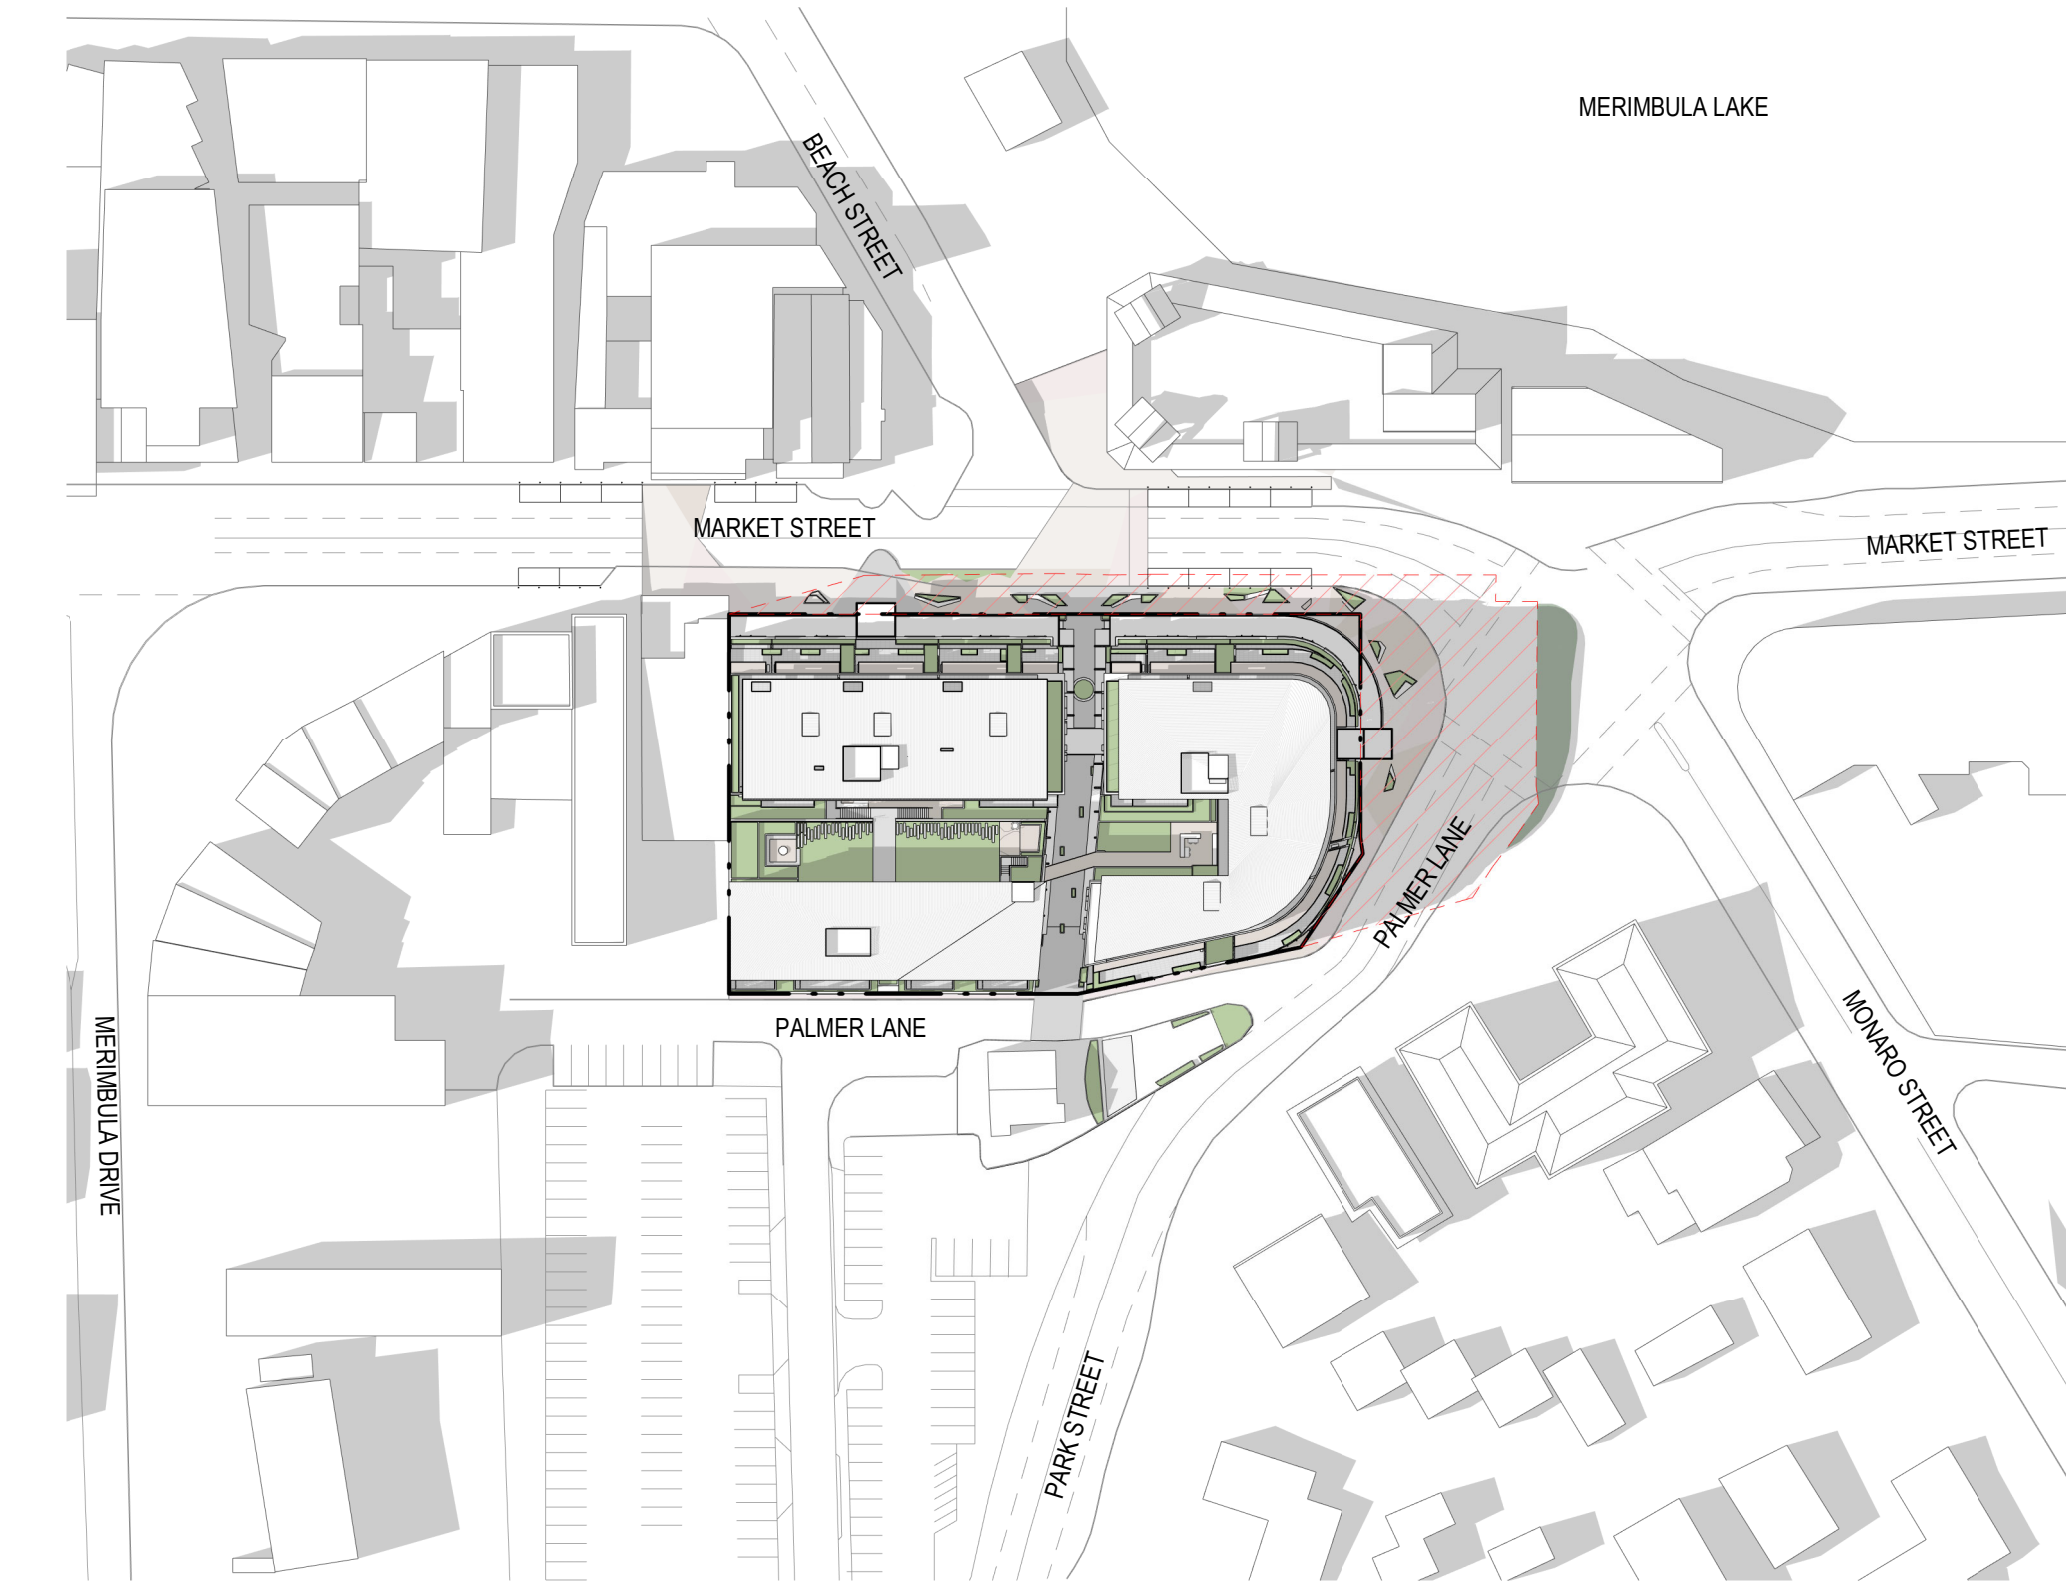 MERIMBULA LAKE
BEACH STREET
MARKET STREET
MARKET STREET
PALMER LANE
PALMER LANE
MERIMBULA DRIVE
MONARO STREET
PARK STREET